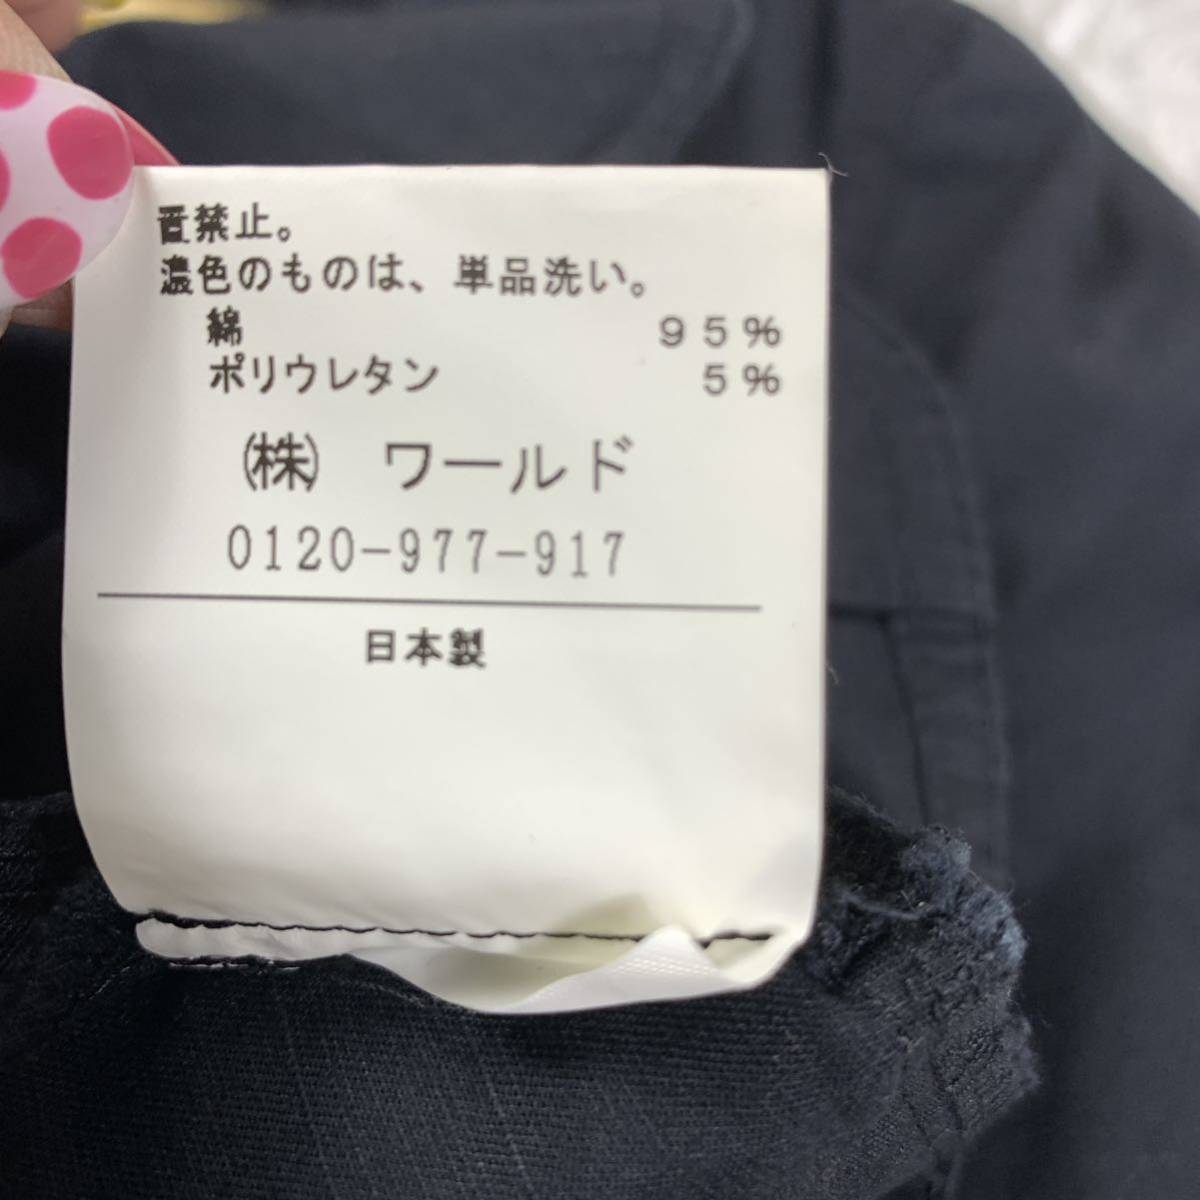 置禁止。
濃色のものは、単品洗い。
綿 95%
ポリウレタン 5%
㈱ ワールド
0120-977-917
日本製